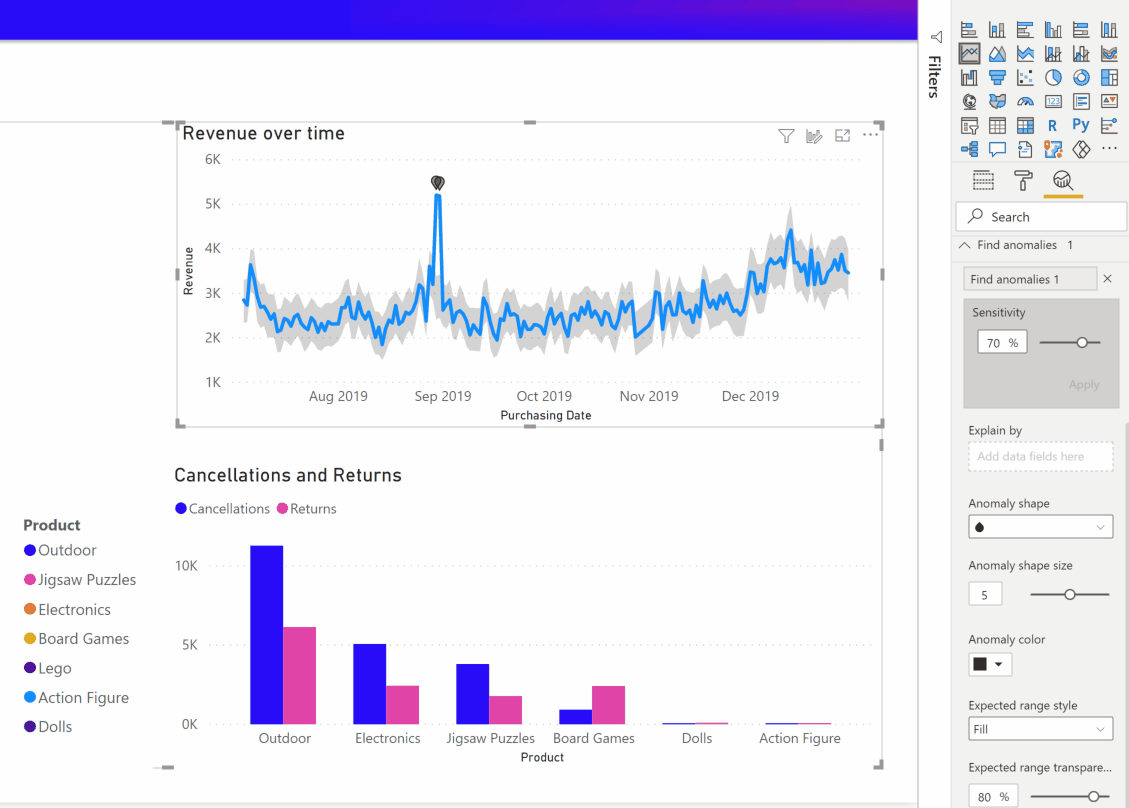 Revenue over time
6K
5K
4K
3K
2K
1K
Revenue
Aug 2019
Sep 2019
Oct 2019
Nov 2019
Dec 2019
Purchasing Date
Cancellations and Returns
Cancellations
Returns
10K
5K
0K
Outdoor
Electronics
Jigsaw Puzzles
Board Games
Dolls
Action Figure
Product
Product
Outdoor
Jigsaw Puzzles
Electronics
Board Games
Lego
Action Figure
Dolls
Filters
123
R
Py
Search
Find anomalies 1
Find anomalies 1
Sensitivity
70 %
Apply
Explain by
Add data fields here
Anomaly shape
Anomaly shape size
5
Anomaly color
Expected range style
Fill
Expected range transpare...
80 %